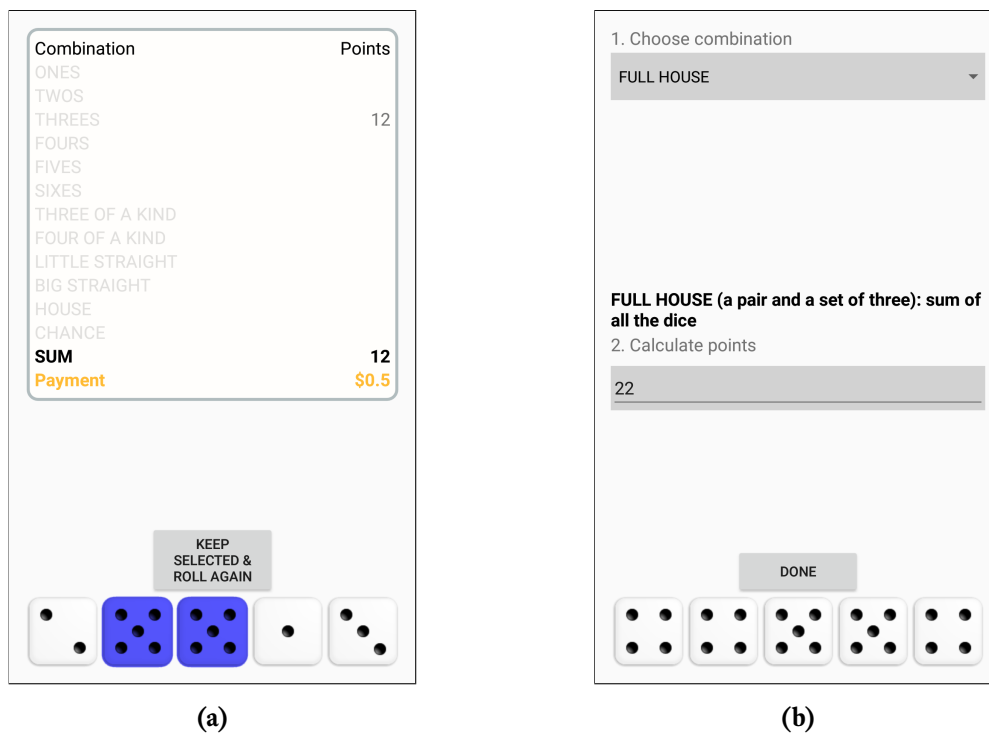 Combination Points
ONES
TWOS
THREES 12
FOURS
FIVES
SIXES
THREE OF A KIND
FOUR OF A KIND
LITTLE STRAIGHT
BIG STRAIGHT
HOUSE
CHANCE
SUM 12
Payment $0.5
KEEP
SELECTED &
ROLL AGAIN
(a)
1. Choose combination
FULL HOUSE
FULL HOUSE (a pair and a set of three): sum of
all the dice
2. Calculate points
22
DONE
(b)